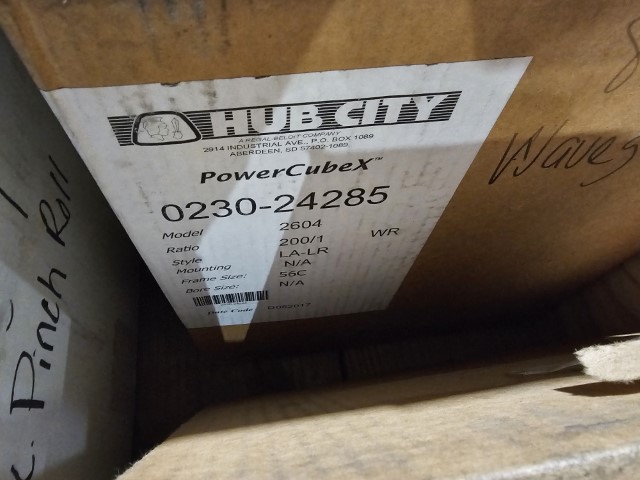 HUB CITY
A REGAL-BELOIT COMPANY
2914 INDUSTRIAL AVE., P.O. BOX 1089
ABERDEEN, SD 57402-1089
PowerCubeX™
0230-24285
Model 2604
Ratio 200/1 WR
Style LA-LR
Mounting N/A
Frame Size: 56C
Bore Size: N/A
Date Code
Waves
Pinch Roll